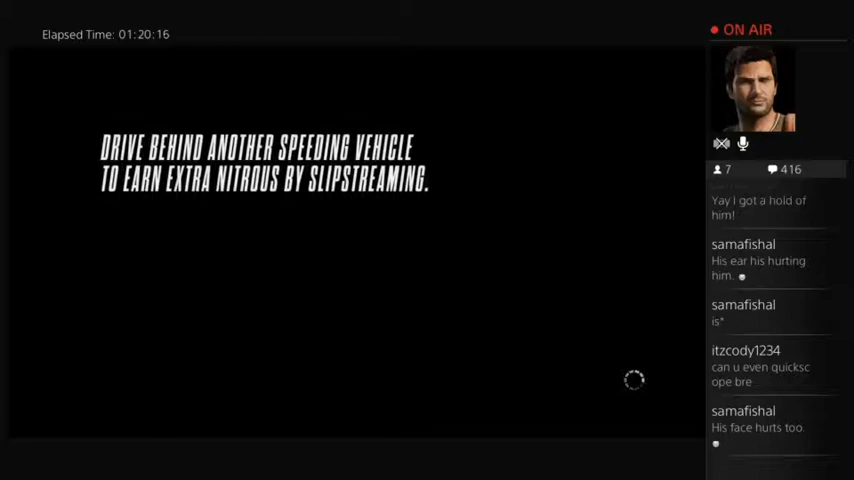 Elapsed Time: 01:20:16
ON AIR
DRIVE BEHIND ANOTHER SPEEDING VEHICLE
TO EARN EXTRA NITROUS BY SLIPSTREAMING.
7 416
Yay I got a hold of
him!
samafishal
His ear his hurting
him.
samafishal
is*
itzcody1234
can u even quicksc
ope bre
samafishal
His face hurts too.